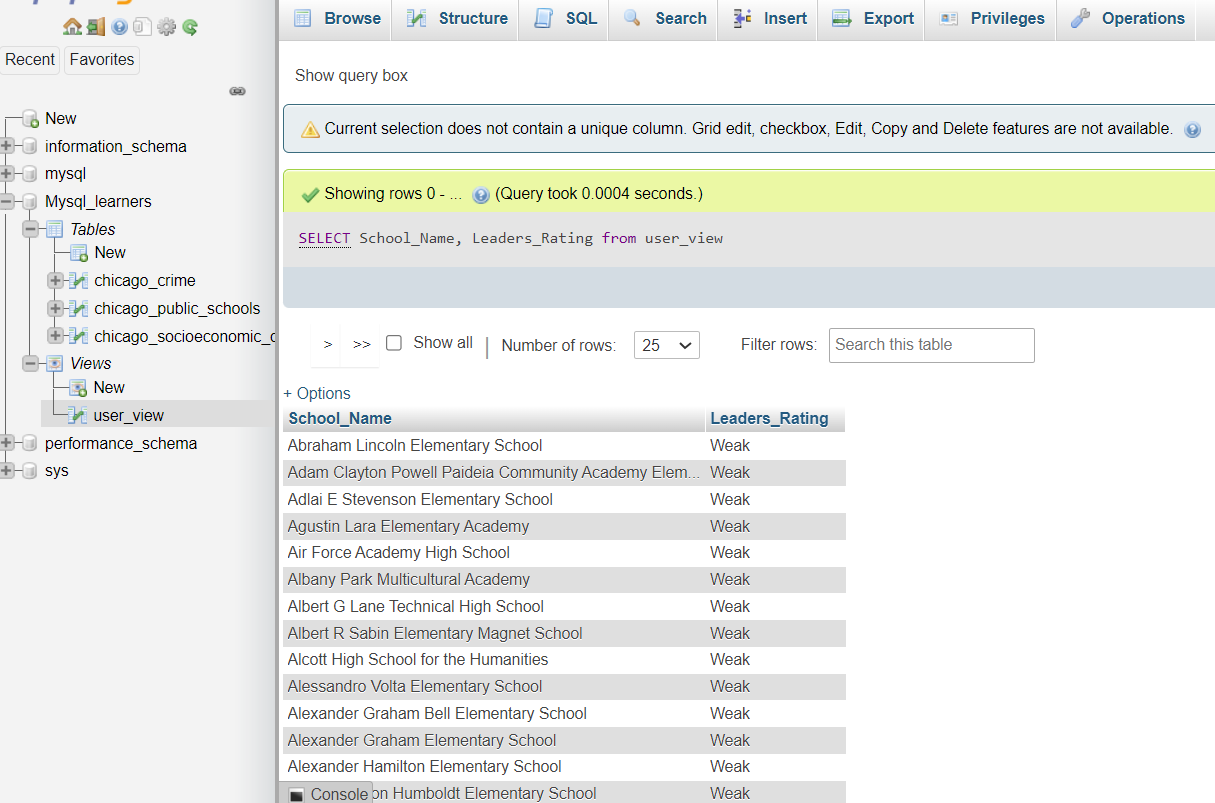 Browse Structure SQL Search Insert Export Privileges Operations
Recent Favorites
New
information_schema
mysql
Mysql_learners
Tables
New
chicago_crime
chicago_public_schools
chicago_socioeconomic_
Views
New
user_view
performance_schema
sys
Show query box
Current selection does not contain a unique column. Grid edit, checkbox, Edit, Copy and Delete features are not available.
Showing rows 0 - ... (Query took 0.0004 seconds.)
SELECT School_Name, Leaders_Rating from user_view
> >> Show all | Number of rows: 25 Filter rows: Search this table
+ Options
School_Name Leaders_Rating
Abraham Lincoln Elementary School Weak
Adam Clayton Powell Paideia Community Academy Elem... Weak
Adlai E Stevenson Elementary School Weak
Agustin Lara Elementary Academy Weak
Air Force Academy High School Weak
Albany Park Multicultural Academy Weak
Albert G Lane Technical High School Weak
Albert R Sabin Elementary Magnet School Weak
Alcott High School for the Humanities Weak
Alessandro Volta Elementary School Weak
Alexander Graham Bell Elementary School Weak
Alexander Graham Elementary School Weak
Alexander Hamilton Elementary School Weak
Console on Humboldt Elementary School Weak